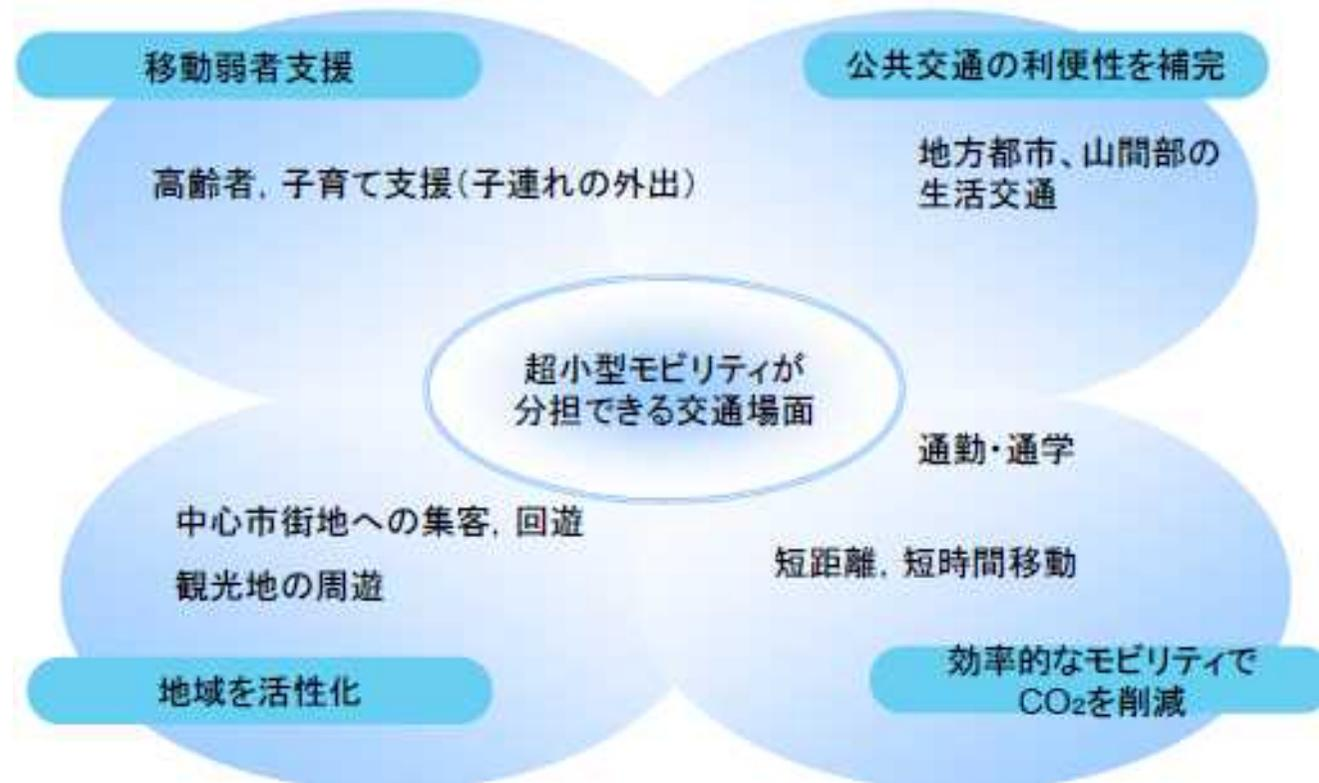 移動弱者支援
高齢者, 子育て支援(子連れの外出)
公共交通の利便性を補完
地方都市、山間部の
生活交通
超小型モビリティが
分担できる交通場面
中心市街地への集客, 回遊
観光地の周遊
地域を活性化
通勤・通学
短距離, 短時間移動
効率的なモビリティで
CO2を削減